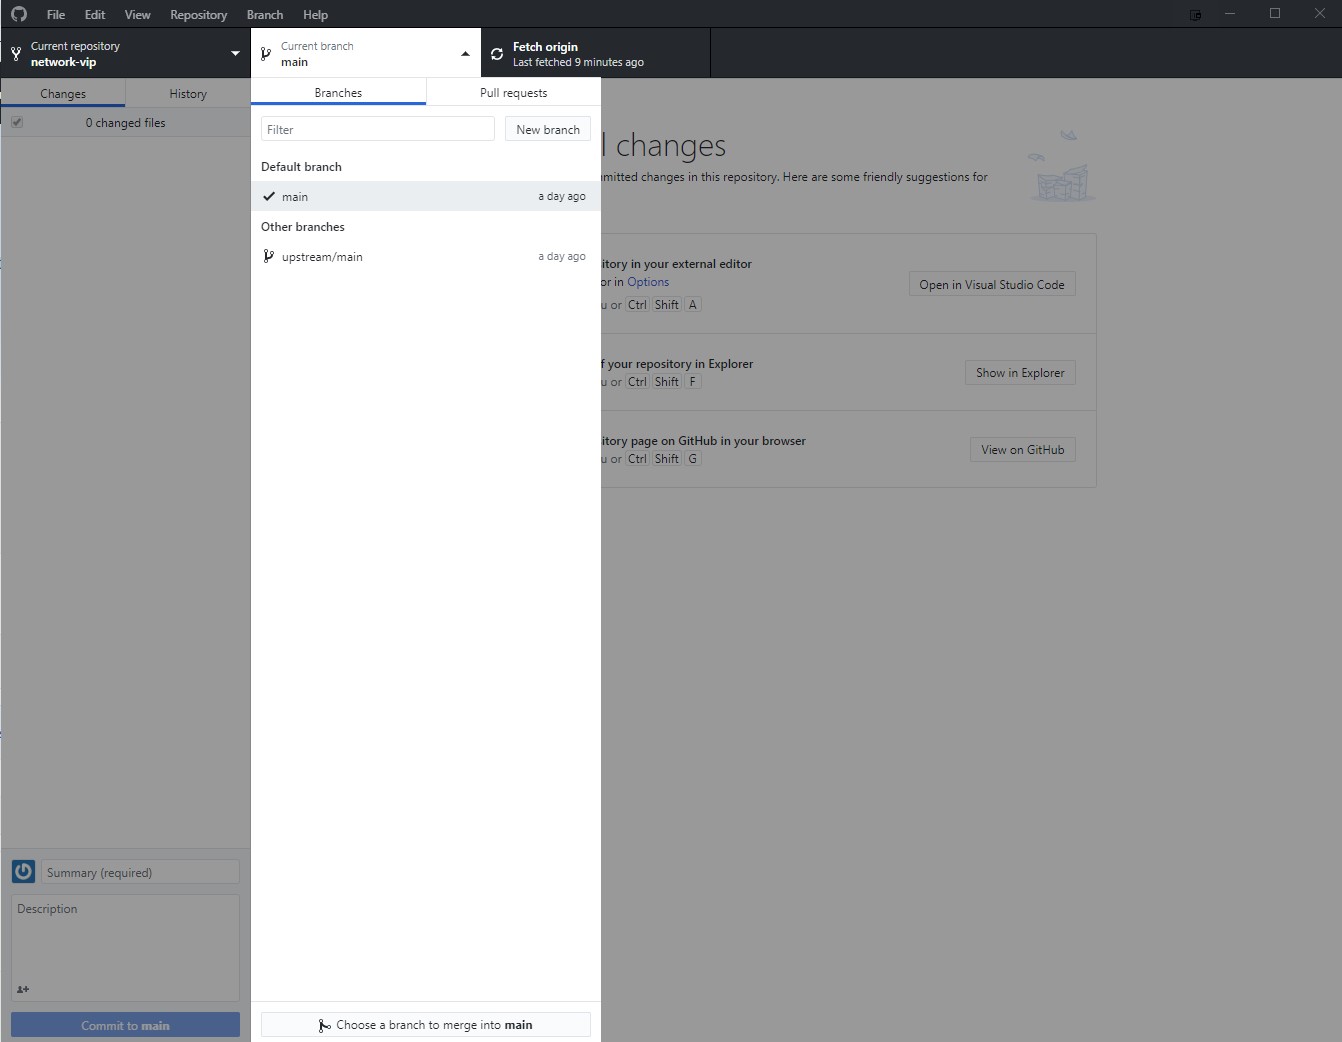 File Edit View Repository Branch Help
Current repository
network-vip
Current branch
main
Fetch origin
Last fetched 9 minutes ago
Changes History
0 changed files
Branches Pull requests
Filter
New branch
Default branch
main a day ago
Other branches
upstream/main a day ago
Choose a branch to merge into main
l changes
mitted changes in this repository. Here are some friendly suggestions for
itory in your external editor
or in Options
u or Ctrl Shift A
Open in Visual Studio Code
f your repository in Explorer
u or Ctrl Shift F
Show in Explorer
itory page on GitHub in your browser
u or Ctrl Shift G
View on GitHub
Summary (required)
Description
Commit to main